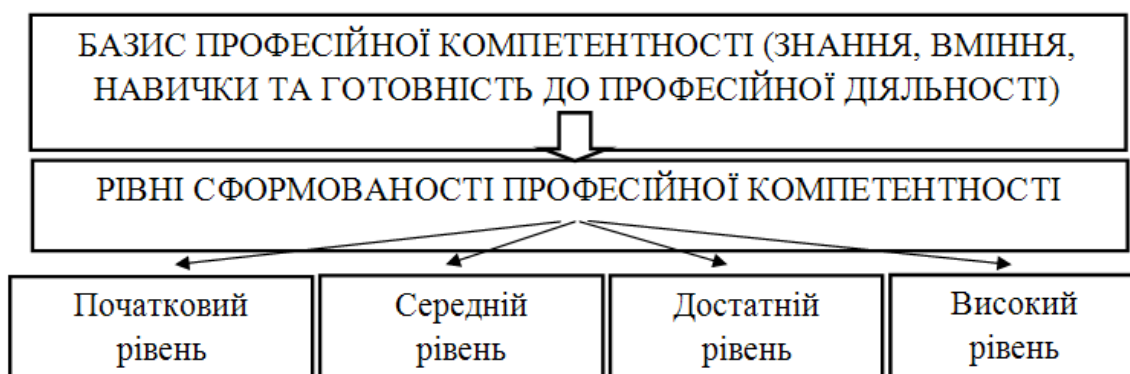 БАЗИС ПРОФЕСІЙНОЇ КОМПЕТЕНТНОСТІ (ЗНАННЯ, ВМІННЯ,
НАВИЧКИ ТА ГОТОВНІСТЬ ДО ПРОФЕСІЙНОЇ ДІЯЛЬНОСТІ)
РІВНІ СФОРМОВАНОСТІ ПРОФЕСІЙНОЇ КОМПЕТЕНТНОСТІ
Початковий
рівень
Середній
рівень
Достатній
рівень
Високий
рівень